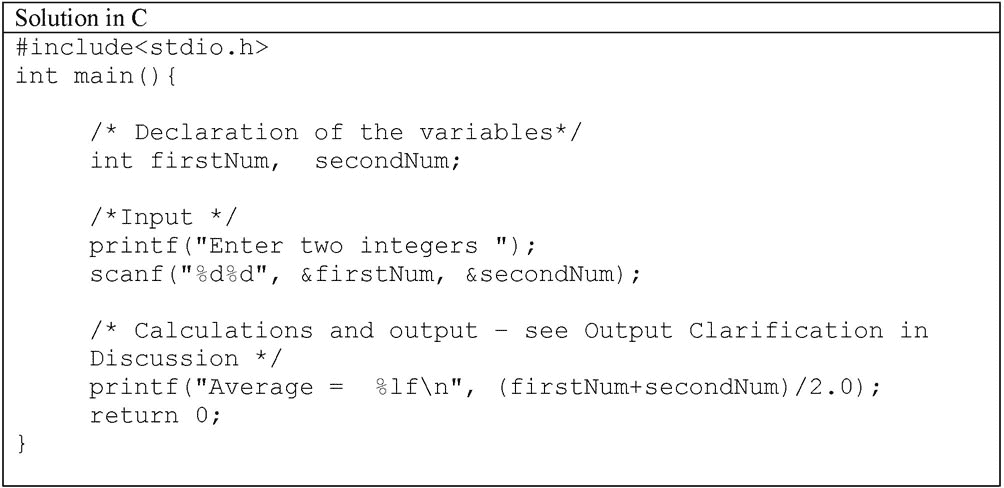 Solution in C
#include<stdio.h>
int main(){
/* Declaration of the variables*/
int firstNum,  secondNum;
/*Input */
printf("Enter two integers ");
scanf("%d%d", &firstNum, &secondNum);
/* Calculations and output – see Output Clarification in
Discussion */
printf("Average =  %lf\n", (firstNum+secondNum)/2.0);
return 0;
}